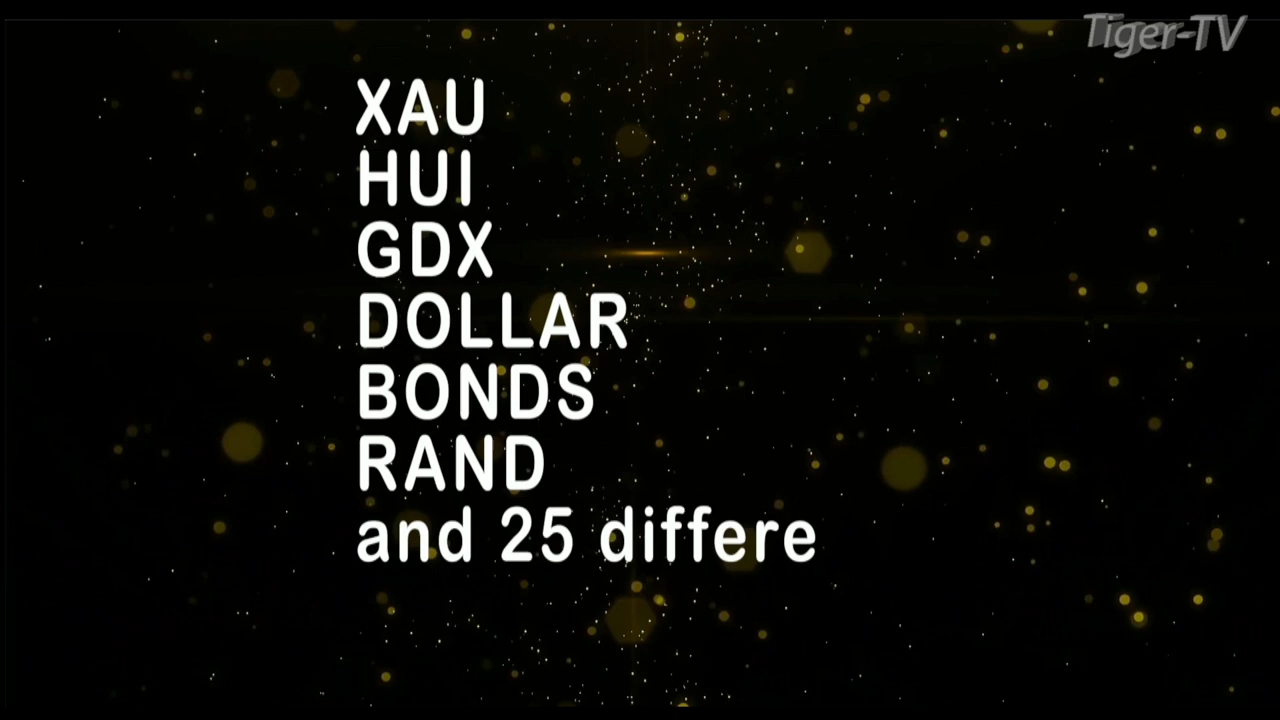 Tiger-TV
XAU
HUI
GDX
DOLLAR
BONDS
RAND
and 25 differe